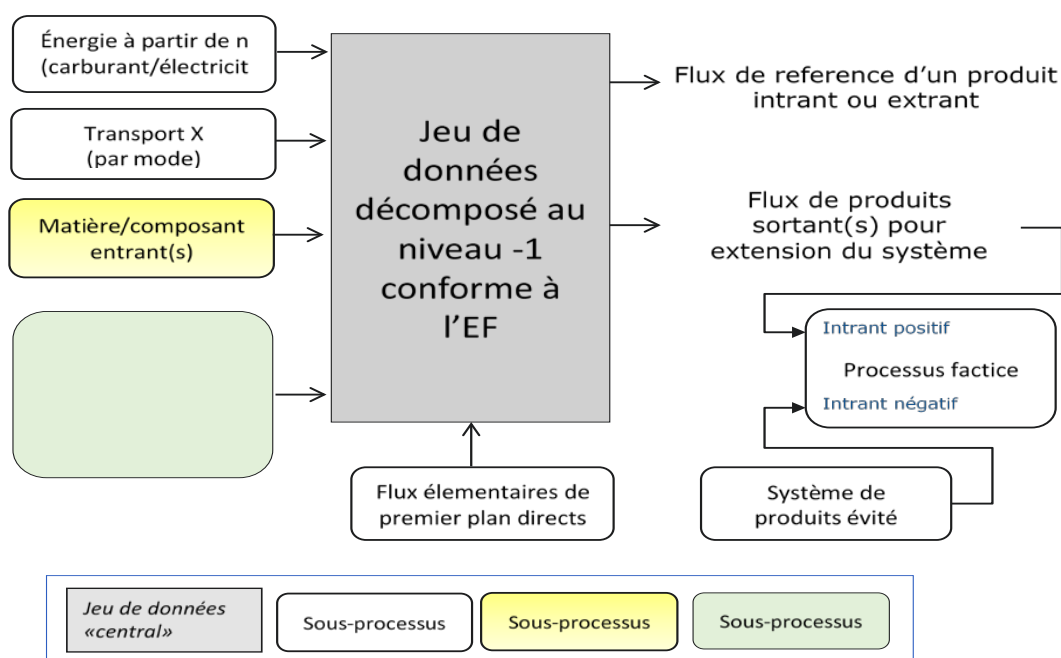 Énergie à partir de n
(carburant/électricit
Transport X
(par mode)
Matière/composant
entrant(s)
Jeu de
données
décomposé au
niveau -1
conforme à
l’EF
Flux élementaires de
premier plan directs
Flux de reference d’un produit
intrant ou extrant
Flux de produits
sortant(s) pour
extension du système
Intrant positif
Processus factice
Intrant négatif
Système de
produits évité
Jeu de données
«central»
Sous-processus
Sous-processus
Sous-processus